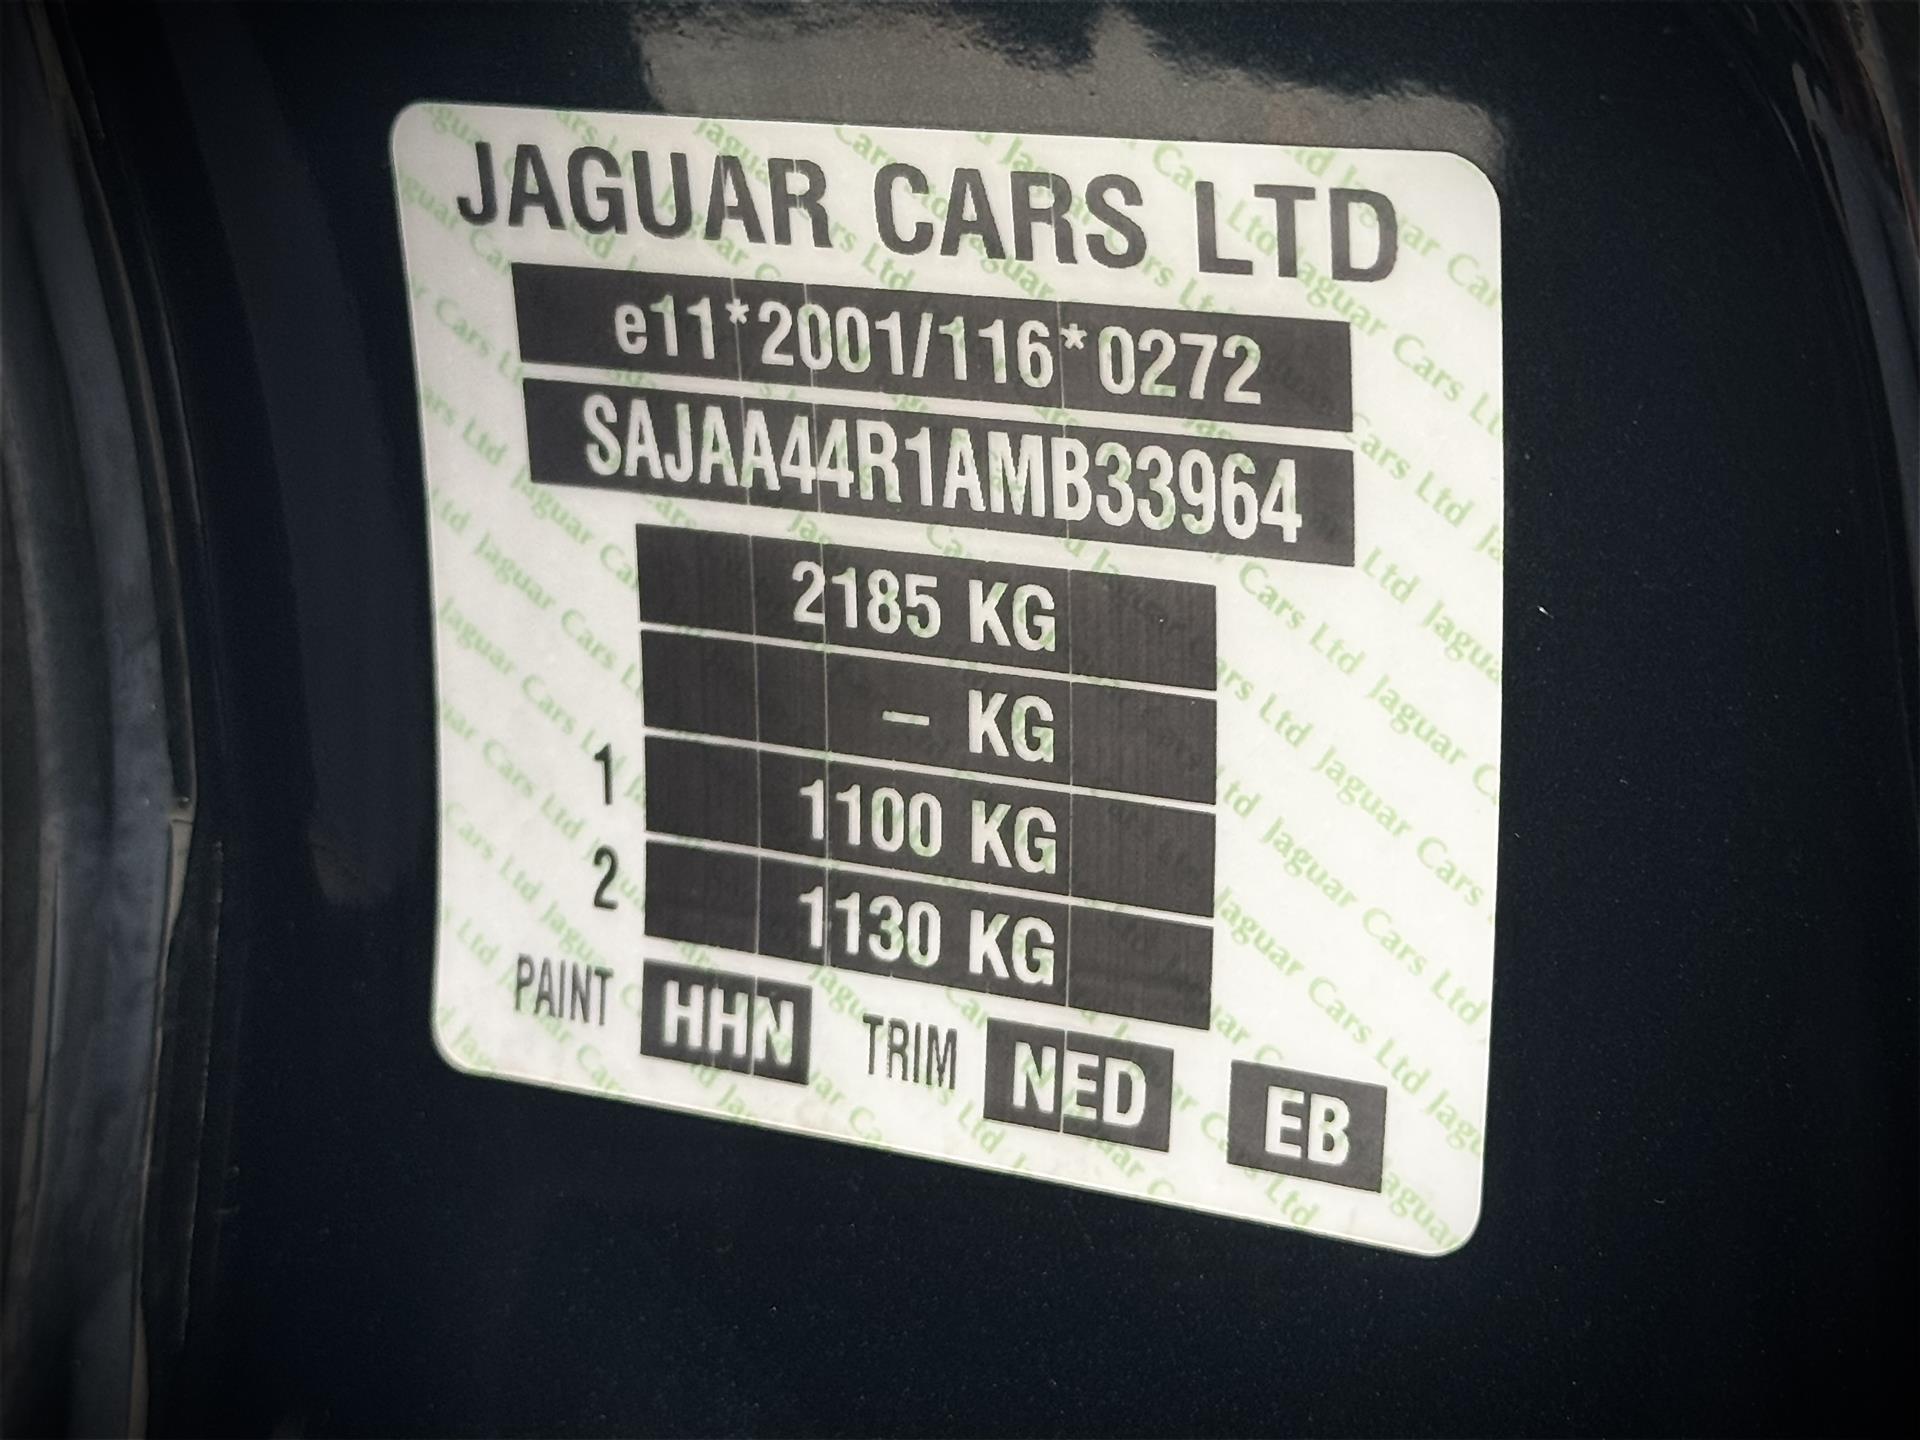 JAGUAR CARS LTD
e11*2001/116*0272
SAJAA44R1AMB33964
2185 KG
– KG
1 1100 KG
2 1130 KG
PAINT HHN TRIM NED EB